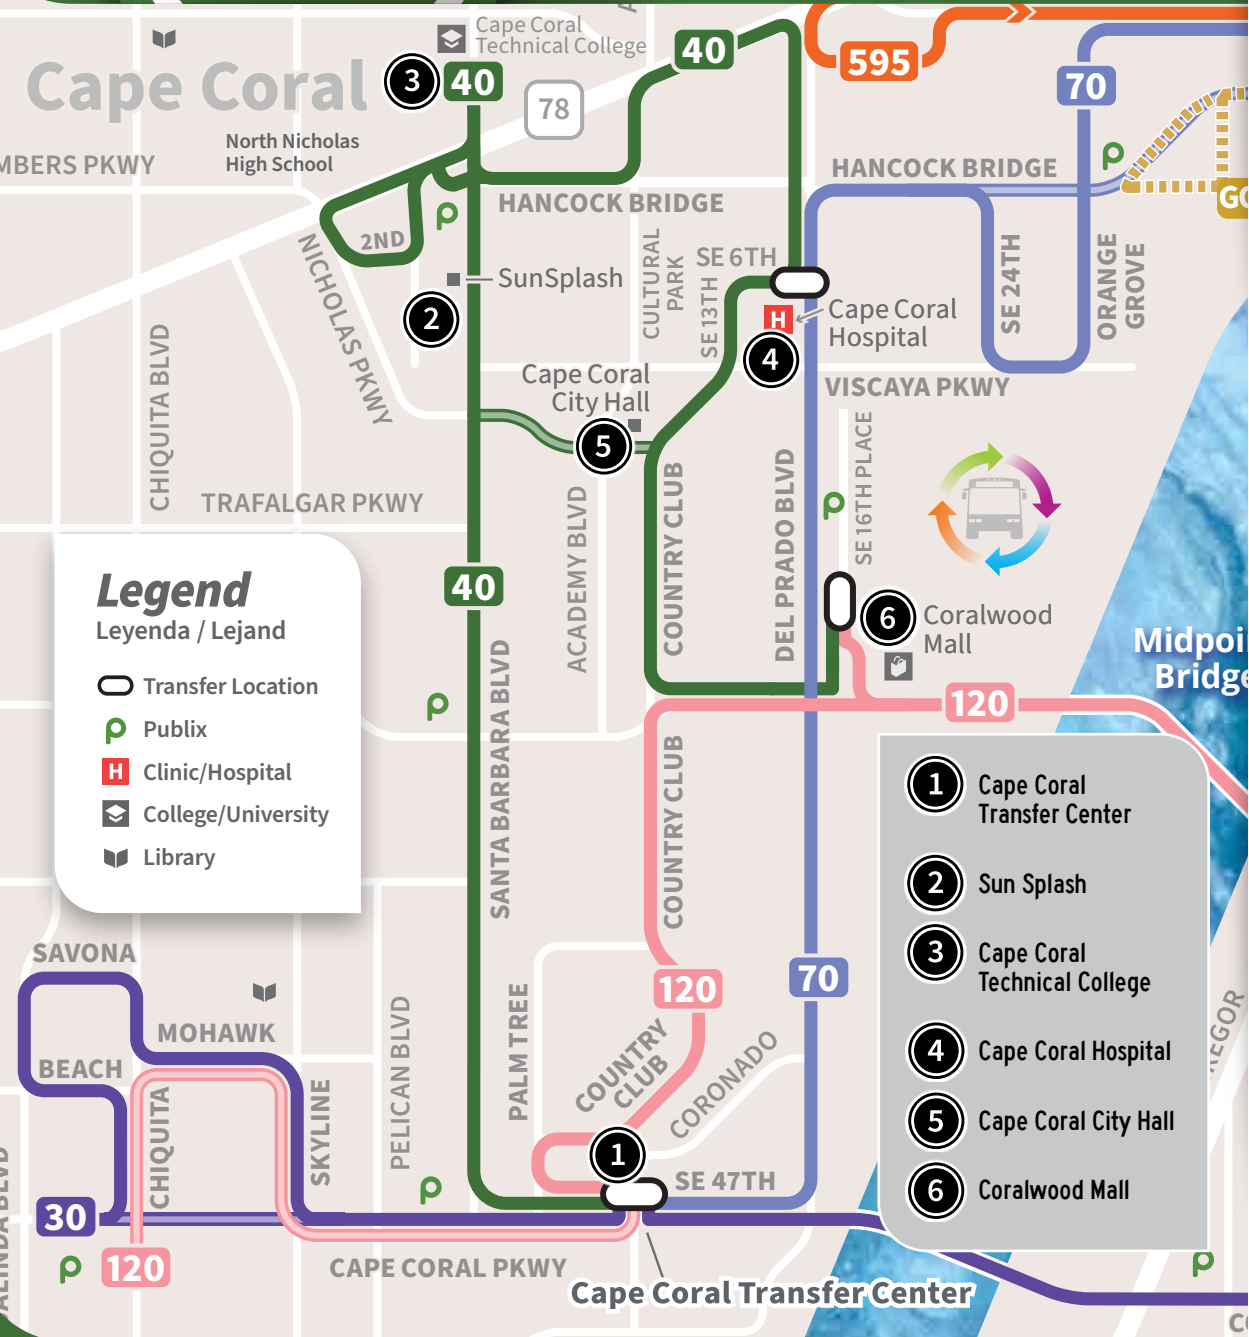 Cape Coral
Technical College
Cape Coral
3
40
40
595
70
78
North Nicholas
High School
MBERS PKWY
HANCOCK BRIDGE
HANCOCK BRIDGE
GO
2ND
NICHOLAS PKWY
SunSplash
2
CULTURAL
PARK
SE 6TH
SE 13TH
H
Cape Coral
Hospital
4
SE 24TH
ORANGE
GROVE
CHIQUITA BLVD
Cape Coral
City Hall
5
VISCAYA PKWY
SE 16TH PLACE
TRAFALGAR PKWY
ACADEMY BLVD
COUNTRY CLUB
DEL PRADO BLVD
40
Legend
Leyenda / Lejand
Transfer Location
Publix
H
Clinic/Hospital
College/University
Library
6
Coralwood
Mall
Midpoi
Bridge
120
SANTA BARBARA BLVD
COUNTRY CLUB
1
Cape Coral
Transfer Center
2
Sun Splash
3
Cape Coral
Technical College
4
Cape Coral Hospital
5
Cape Coral City Hall
6
Coralwood Mall
SAVONA
MOHAWK
BEACH
CHIQUITA
SKYLINE
PELICAN BLVD
PALM TREE
120
70
COUNTRY
CLUB
CORONADO
EGOR
1
SE 47TH
30
120
CAPE CORAL PKWY
Cape Coral Transfer Center